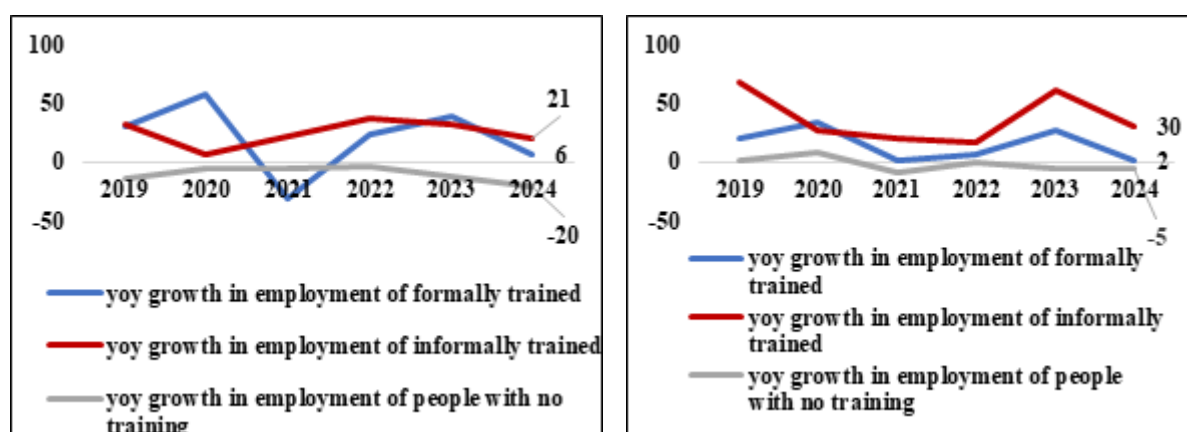 100
50
0
-50
2019 2020 2021 2022 2023 2024
21
6
-20
yoy growth in employment of formally trained
yoy growth in employment of informally trained
yoy growth in employment of people with no
training
100
50
0
-50
2019 2020 2021 2022 2023 2024
30
2
-5
yoy growth in employment of formally
trained
yoy growth in employment of informally
trained
yoy growth in employment of people
with no training